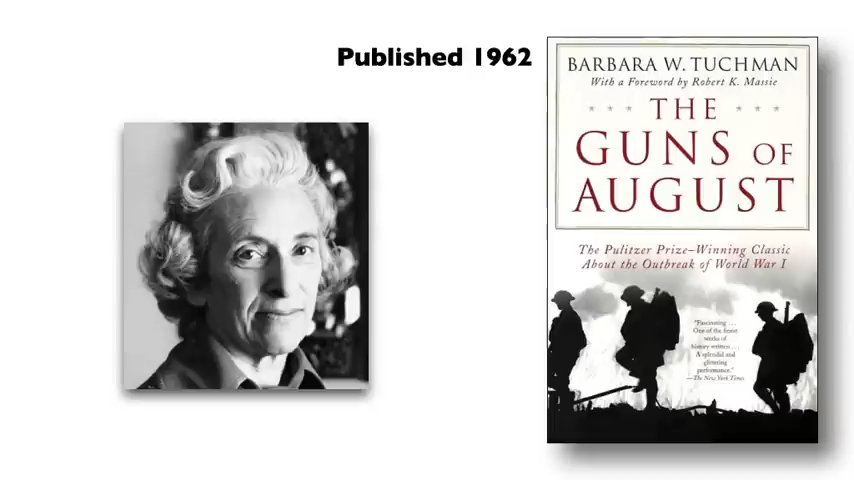 Published 1962
BARBARA W. TUCHMAN
With a Foreword by Robert K. Massie
THE
GUNS OF
AUGUST
The Pulitzer Prize–Winning Classic
About the Outbreak of World War I
"Fascinating . . .
One of the finest
works of
history written . . .
A splendid and
glittering
performance."
—The New York Times